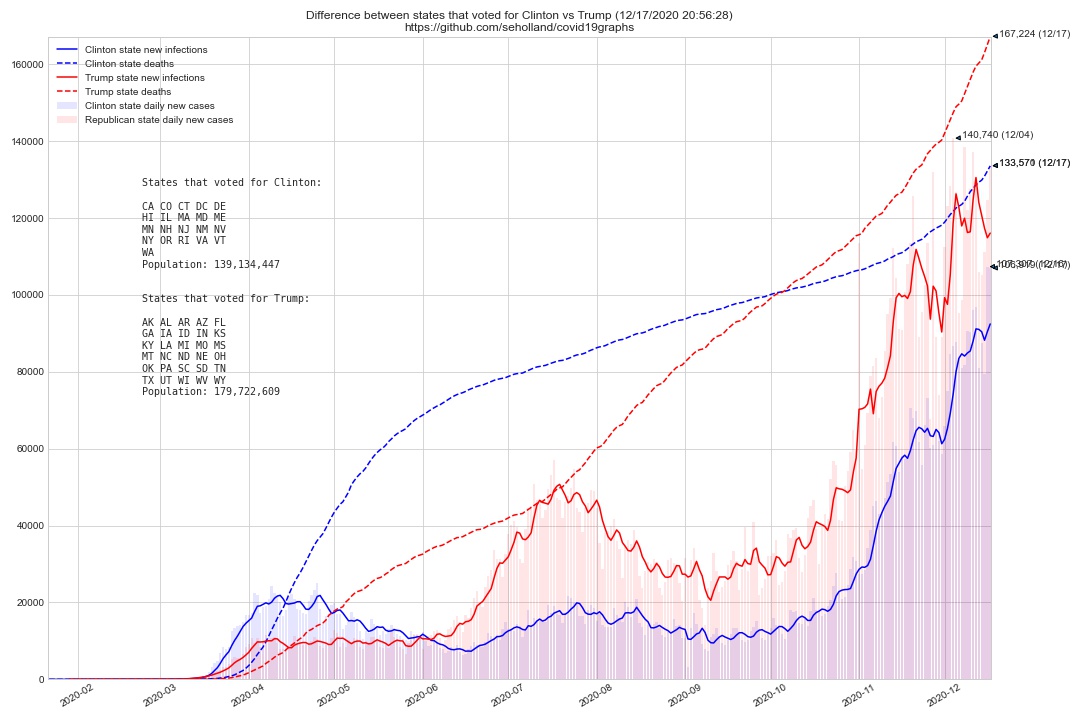 Difference between states that voted for Clinton vs Trump (12/17/2020 20:56:28)
https://github.com/seholland/covid19graphs
Clinton state new infections
Clinton state deaths
Trump state new infections
Trump state deaths
Clinton state daily new cases
Republican state daily new cases
States that voted for Clinton:
CA CO CT DC DE
HI IL MA MD ME
MN NH NJ NM NV
NY OR RI VA VT
WA
Population: 139,134,447
States that voted for Trump:
AK AL AR AZ FL
GA IA ID IN KS
KY LA MI MO MS
MT NC ND NE OH
OK PA SC SD TN
TX UT WI WV WY
Population: 179,722,609
167,224 (12/17)
140,740 (12/04)
(12/17)
160000
140000
120000
100000
80000
60000
40000
20000
0
2020-02
2020-03
2020-04
2020-05
2020-06
2020-07
2020-08
2020-09
2020-10
2020-11
2020-12